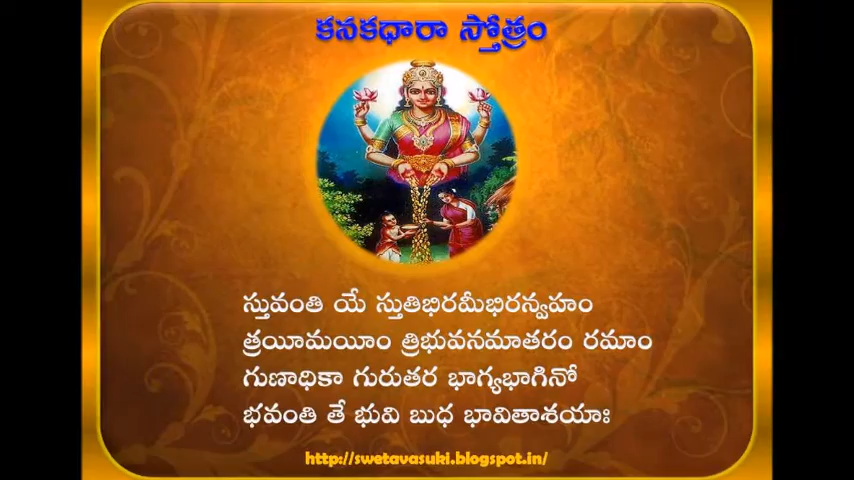 కనకధారా స్తోత్రం
స్తువంతి యే స్తుతిభిరమీభిరన్వహం
త్రయీమయీం త్రిభువనమాతరం రమాం
గుణాధికా గురుతర భాగ్యభాగినో
భవంతి తే భువి బుధ భావితాశయాః
http://swetavasuki.blogspot.in/